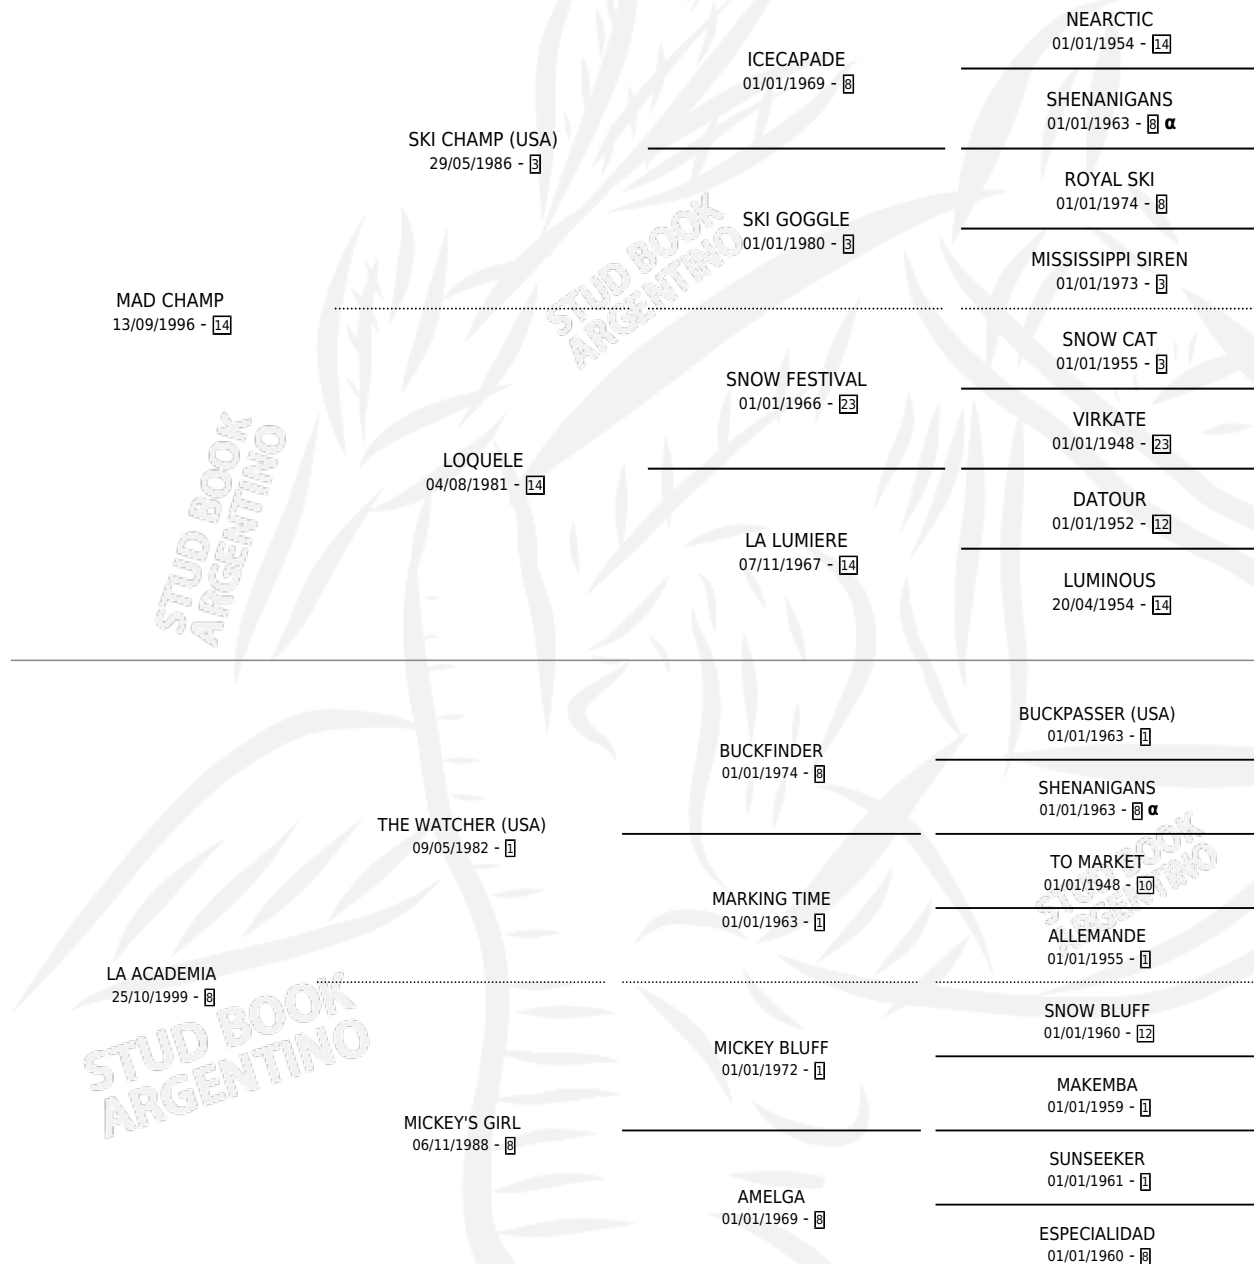 NEARCTIC
01/01/1954 - 14
ICECAPADE
01/01/1969 - 8
SHENANIGANS
01/01/1963 - 8 α
SKI CHAMP (USA)
29/05/1986 - 3
ROYAL SKI
01/01/1974 - 8
SKI GOGGLE
01/01/1980 - 3
MISSISSIPPI SIREN
01/01/1973 - 3
MAD CHAMP
13/09/1996 - 14
SNOW CAT
01/01/1955 - 3
SNOW FESTIVAL
01/01/1966 - 23
VIRKATE
01/01/1948 - 23
LOQUELE
04/08/1981 - 14
DATOUR
01/01/1952 - 12
LA LUMIERE
07/11/1967 - 14
LUMINOUS
20/04/1954 - 14
BUCKPASSER (USA)
01/01/1963 - 1
BUCKFINDER
01/01/1974 - 8
SHENANIGANS
01/01/1963 - 8 α
THE WATCHER (USA)
09/05/1982 - 1
TO MARKET
01/01/1948 - 10
MARKING TIME
01/01/1963 - 1
ALLEMANDE
01/01/1955 - 1
LA ACADEMIA
25/10/1999 - 8
SNOW BLUFF
01/01/1960 - 12
MICKEY BLUFF
01/01/1972 - 1
MAKEMBA
01/01/1959 - 1
MICKEY'S GIRL
06/11/1988 - 8
SUNSEEKER
01/01/1961 - 1
AMELGA
01/01/1969 - 8
ESPECIALIDAD
01/01/1960 - 8
STUD BOOK
ARGENTINO
STUD BOOK
ARGENTINO
STUD BOOK
ARGENTINO
STUD BOOK
ARGENTINO